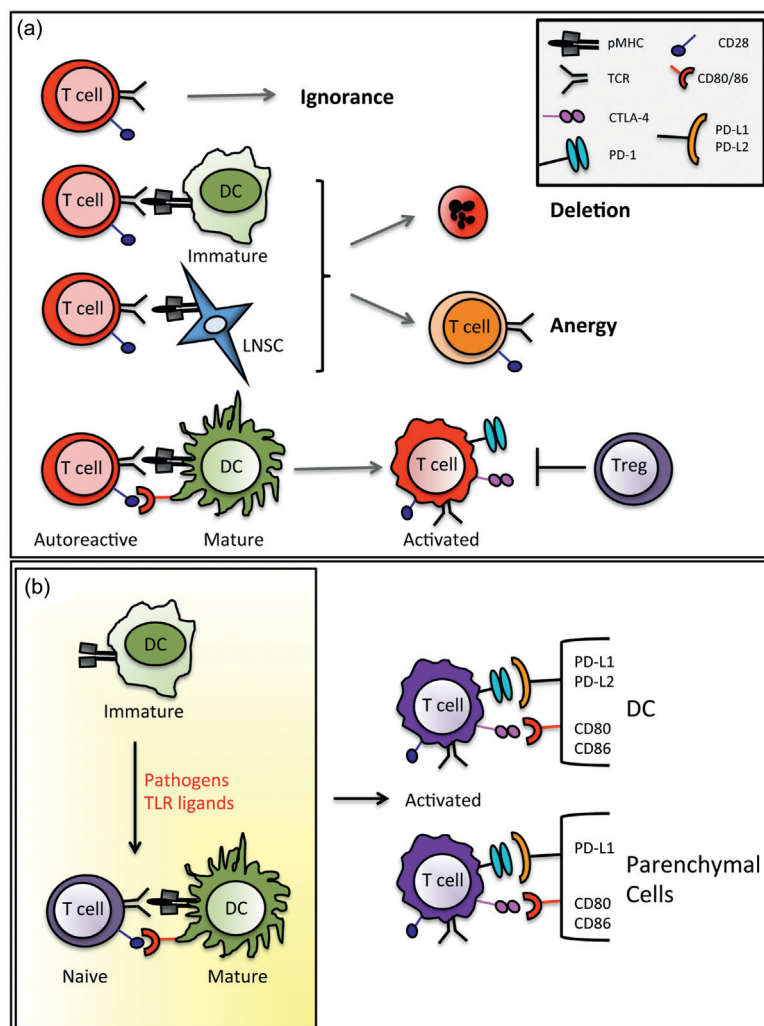 (a)
pMHC
CD28
TCR
CD80/86
CTLA-4
PD-L1
PD-L2
PD-1
T cell
Ignorance
T cell
DC
Immature
Deletion
T cell
LNSC
T cell
Anergy
T cell
DC
T cell
Treg
Autoreactive
Mature
Activated
(b)
DC
Immature
Pathogens
TLR ligands
T cell
DC
Naive
Mature
T cell
PD-L1
PD-L2
CD80
CD86
DC
Activated
T cell
PD-L1
CD80
CD86
Parenchymal
Cells